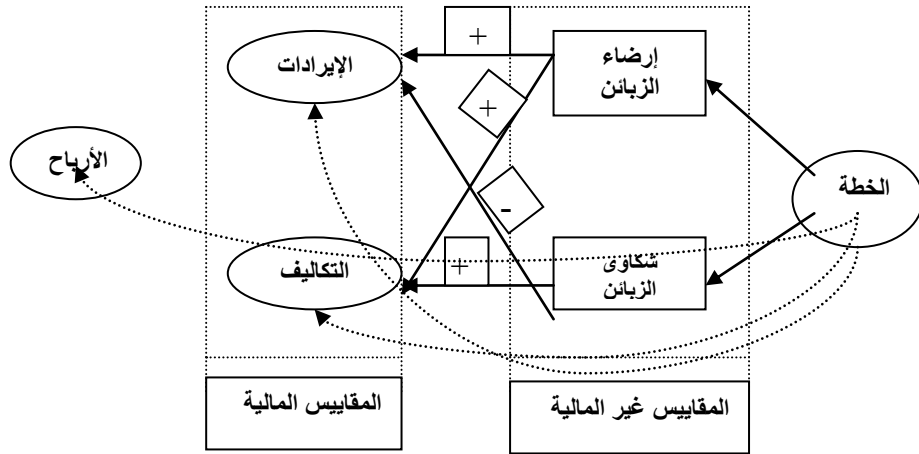 +
إرضاء
الزبائن
الإيرادات
+
الأرباح
الخطة
-
شكاوى
الزبائن
+
التكاليف
المقاييس غير المالية
المقاييس المالية